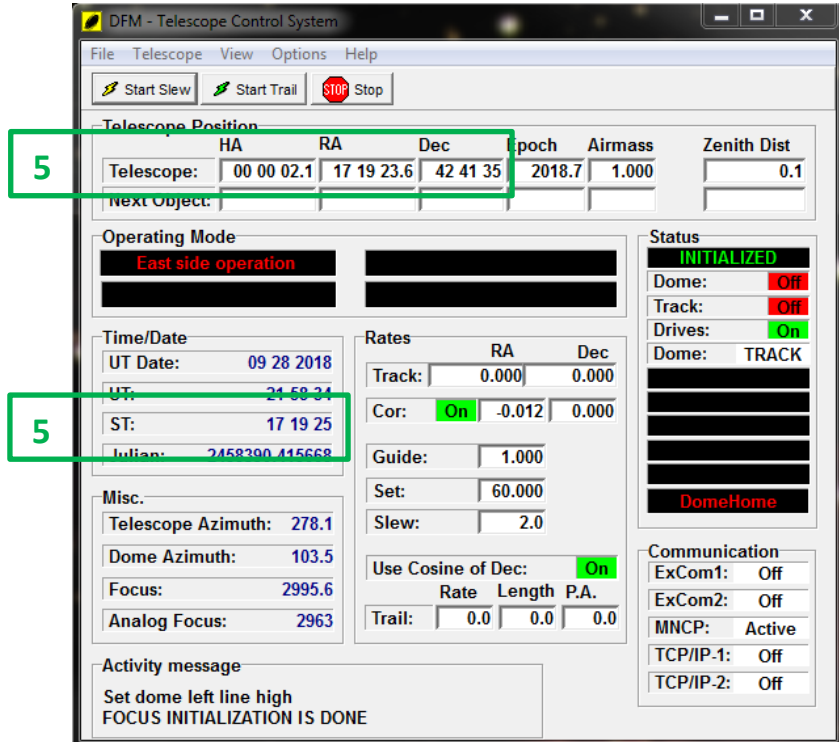 DFM - Telescope Control System
File Telescope View Options Help
Start Slew Start Trail STOP Stop
Telescope Position
HA RA Dec Epoch Airmass Zenith Dist
5
Telescope: 00 00 02.1 17 19 23.6 42 41 35 2018.7 1.000 0.1
Next Object:
Operating Mode
East side operation
Status
INITIALIZED
Dome: Off
Track: Off
Drives: On
Dome: TRACK
DomeHome
Time/Date
UT Date: 09 28 2018
UT: 21 58 34
5
ST: 17 19 25
Julian: 2458390.415668
Rates
RA Dec
Track: 0.000 0.000
Cor: On -0.012 0.000
Guide: 1.000
Set: 60.000
Slew: 2.0
Use Cosine of Dec: On
Rate Length P.A.
Trail: 0.0 0.0 0.0
Misc.
Telescope Azimuth: 278.1
Dome Azimuth: 103.5
Focus: 2995.6
Analog Focus: 2963
Communication
ExCom1: Off
ExCom2: Off
MNCP: Active
TCP/IP-1: Off
TCP/IP-2: Off
Activity message
Set dome left line high
FOCUS INITIALIZATION IS DONE